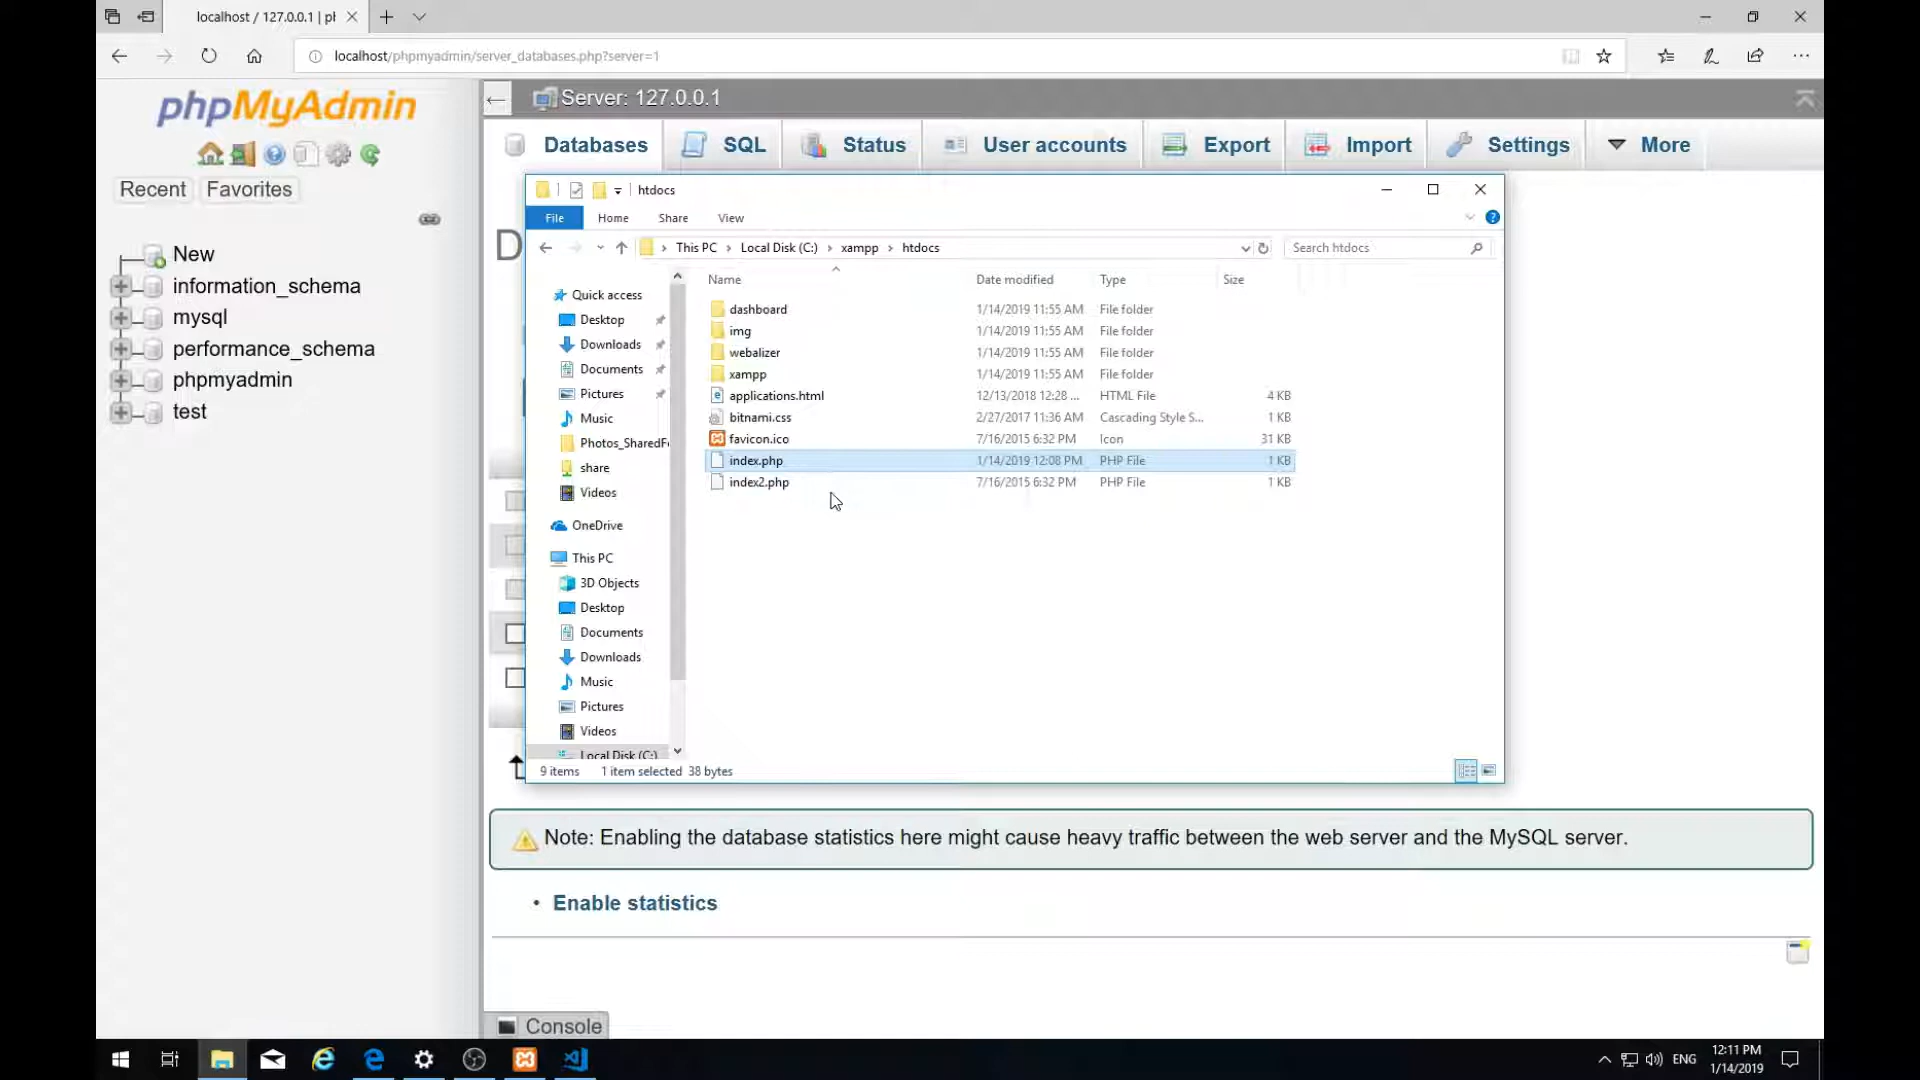 localhost / 127.0.0.1 | pl
localhost/phpmyadmin/server_databases.php?server=1
phpMyAdmin
Recent
Favorites
New
information_schema
mysql
performance_schema
phpmyadmin
test
Server: 127.0.0.1
Databases
SQL
Status
User accounts
Export
Import
Settings
More
D
htdocs
File
Home
Share
View
This PC
Local Disk (C:)
xampp
htdocs
Search htdocs
Quick access
Desktop
Downloads
Documents
Pictures
Music
Photos_SharedFo
share
Videos
OneDrive
This PC
3D Objects
Desktop
Documents
Downloads
Music
Pictures
Videos
Local Disk (C:)
Name Date modified Type Size
dashboard 1/14/2019 11:55 AM File folder
img 1/14/2019 11:55 AM File folder
webalizer 1/14/2019 11:55 AM File folder
xampp 1/14/2019 11:55 AM File folder
applications.html 12/13/2018 12:28 ... HTML File 4 KB
bitnami.css 2/27/2017 11:36 AM Cascading Style S... 1 KB
favicon.ico 7/16/2015 6:32 PM Icon 31 KB
index.php 1/14/2019 12:08 PM PHP File 1 KB
index2.php 7/16/2015 6:32 PM PHP File 1 KB
9 items 1 item selected 38 bytes
Note: Enabling the database statistics here might cause heavy traffic between the web server and the MySQL server.
Enable statistics
Console
ENG
12:11 PM
1/14/2019